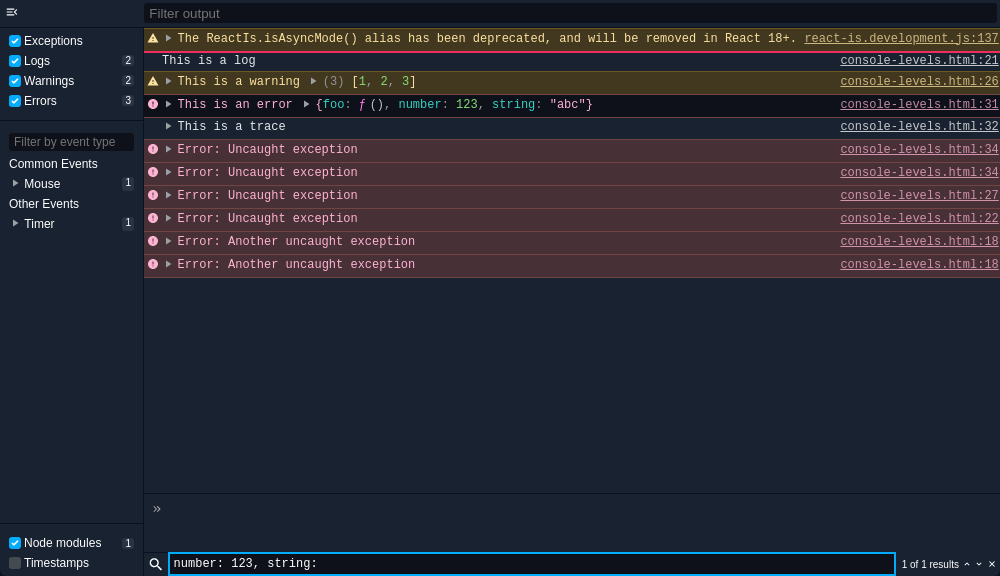 Filter output
Exceptions
Logs 2
Warnings 2
Errors 3
Filter by event type
Common Events
Mouse 1
Other Events
Timer 1
Node modules 1
Timestamps
The ReactIs.isAsyncMode() alias has been deprecated, and will be removed in React 18+. react-is.development.js:137
This is a log console-levels.html:21
This is a warning (3) [1, 2, 3] console-levels.html:26
This is an error {foo: ƒ (), number: 123, string: "abc"} console-levels.html:31
This is a trace console-levels.html:32
Error: Uncaught exception console-levels.html:34
Error: Uncaught exception console-levels.html:34
Error: Uncaught exception console-levels.html:27
Error: Uncaught exception console-levels.html:22
Error: Another uncaught exception console-levels.html:18
Error: Another uncaught exception console-levels.html:18
»
number: 123, string: 1 of 1 results